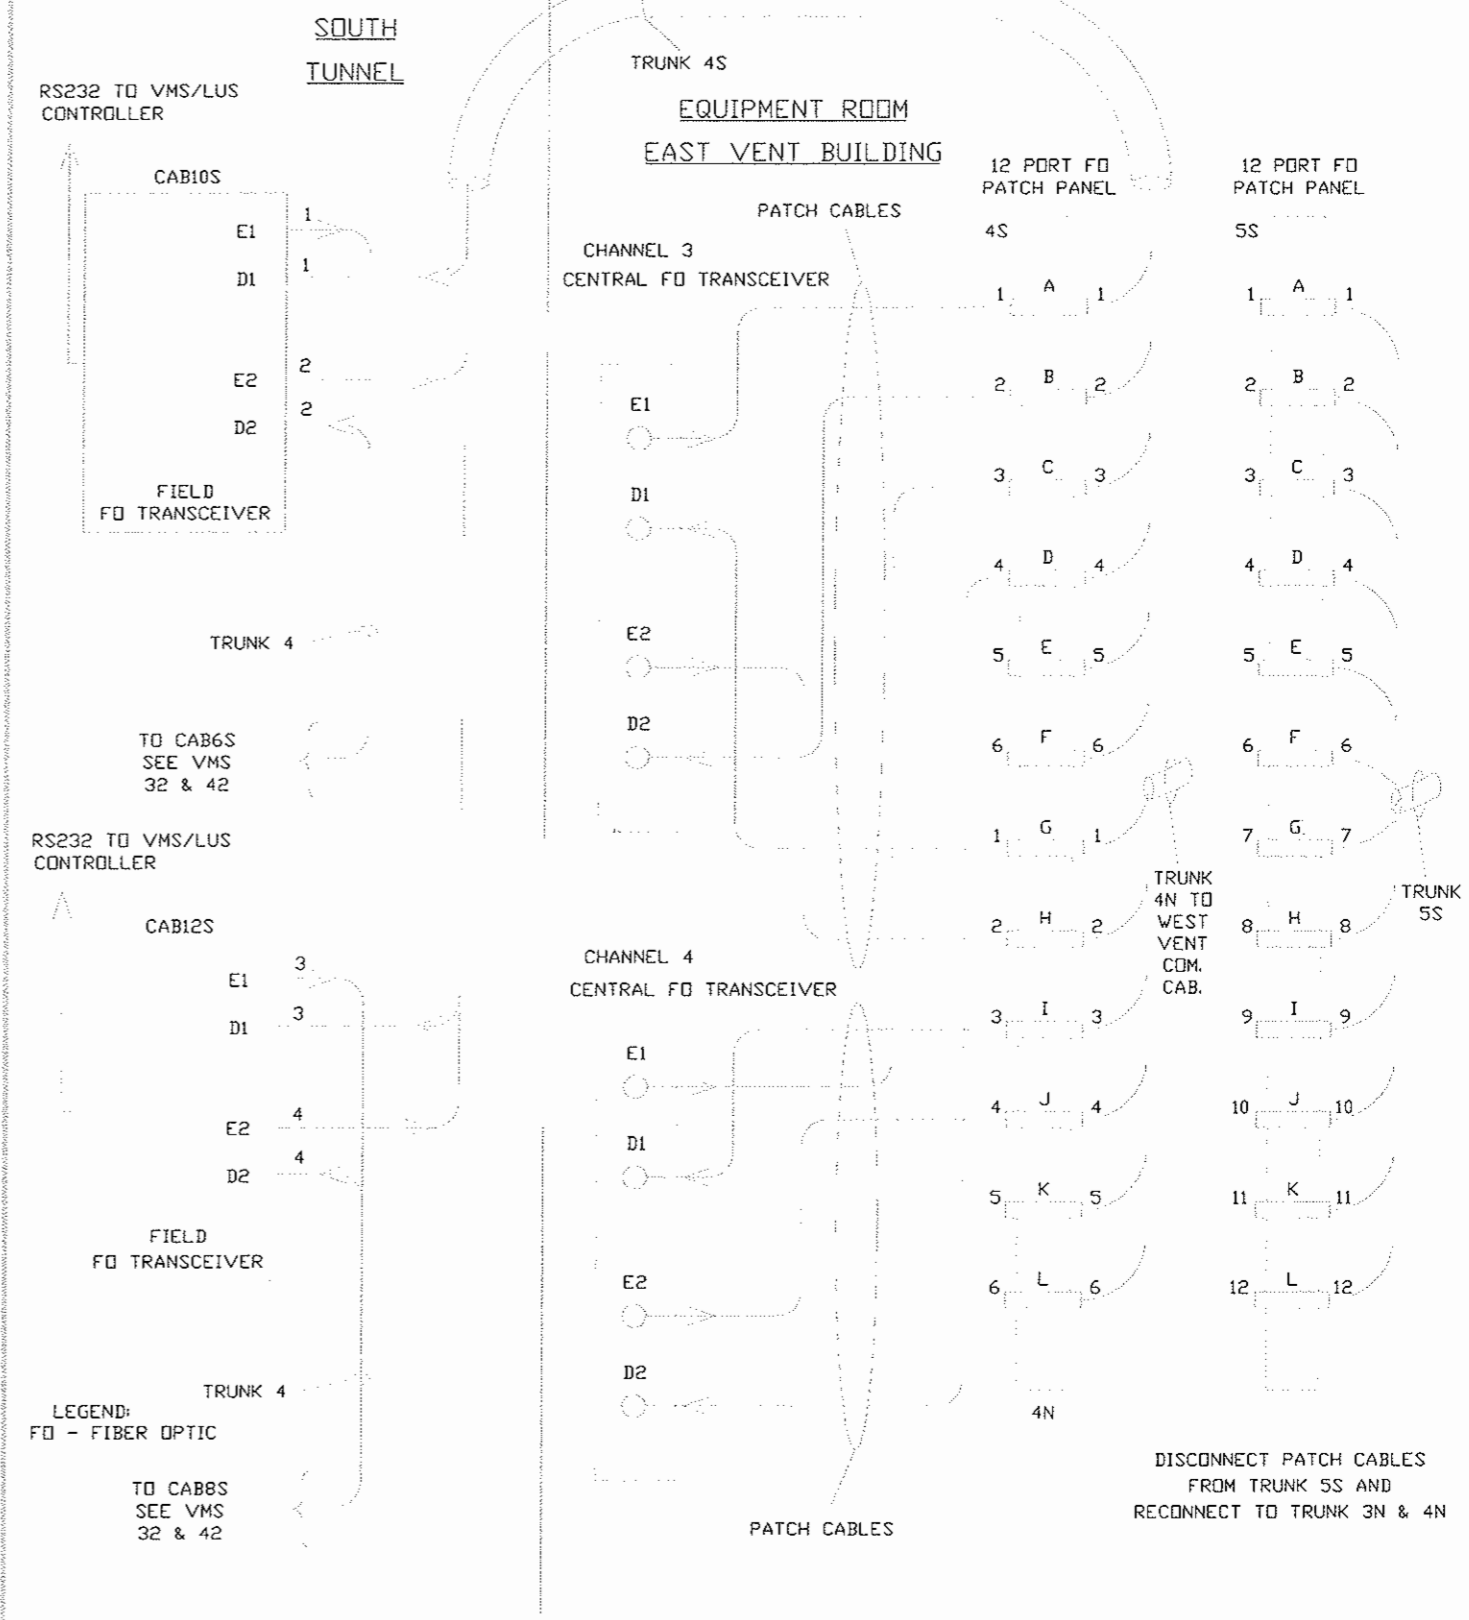 SOUTH
TUNNEL
RS232 TO VMS/LUS
CONTROLLER
CAB10S
E1
1
D1
1
E2
2
D2
2
FIELD
FO TRANSCEIVER
TRUNK 4
TO CAB6S
SEE VMS
32 & 42
RS232 TO VMS/LUS
CONTROLLER
CAB12S
E1
3
D1
3
E2
4
D2
4
FIELD
FO TRANSCEIVER
TRUNK 4
LEGEND:
FO - FIBER OPTIC
TO CAB8S
SEE VMS
32 & 42
TRUNK 4S
EQUIPMENT ROOM
EAST VENT BUILDING
PATCH CABLES
CHANNEL 3
CENTRAL FO TRANSCEIVER
E1
D1
E2
D2
CHANNEL 4
CENTRAL FO TRANSCEIVER
E1
D1
E2
D2
PATCH CABLES
12 PORT FO
PATCH PANEL
4S
1 A 1
2 B 2
3 C 3
4 D 4
5 E 5
6 F 6
1 G 1
2 H 2
3 I 3
4 J 4
5 K 5
6 L 6
4N
TRUNK
4N TO
WEST
VENT
COM.
CAB.
12 PORT FO
PATCH PANEL
5S
1 A 1
2 B 2
3 C 3
4 D 4
5 E 5
6 F 6
7 G 7
8 H 8
9 I 9
10 J 10
11 K 11
12 L 12
TRUNK
5S
DISCONNECT PATCH CABLES
FROM TRUNK 5S AND
RECONNECT TO TRUNK 3N & 4N